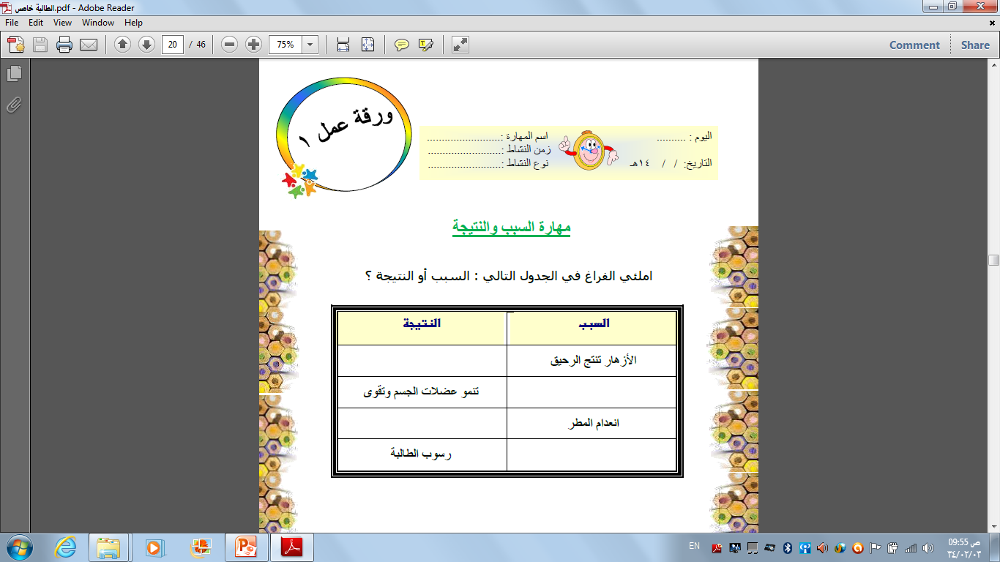 الطالبة خامس.pdf - Adobe Reader
File Edit View Window Help
20 / 46 75% Comment Share
ورقة عمل ١
اليوم : .......... اسم المهارة :.........................
زمن النشاط :.........................
التاريخ: / / ١٤هـ نوع النشاط :.........................
مهارة السبب والنتيجة
املئي الفراغ في الجدول التالي : السبب أو النتيجة ؟
السبب النتيجة
الأزهار تنتج الرحيق
تنمو عضلات الجسم وتقوى
انعدام المطر
رسوب الطالبة
EN 09:55 ص
٣٤/٠٢/٠٣